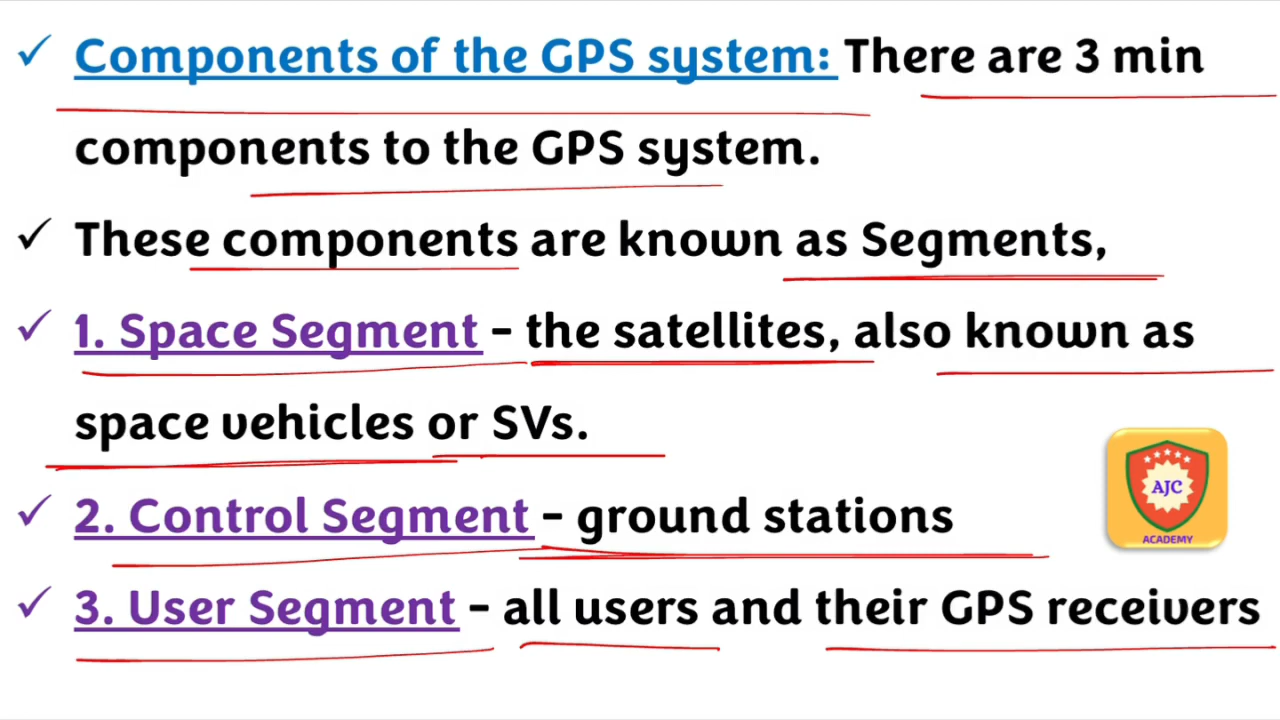 ✓ Components of the GPS system: There are 3 min
components to the GPS system.
✓ These components are known as Segments,
✓ 1. Space Segment - the satellites, also known as
space vehicles or SVs.
✓ 2. Control Segment - ground stations
✓ 3. User Segment - all users and their GPS receivers
AJC
ACADEMY